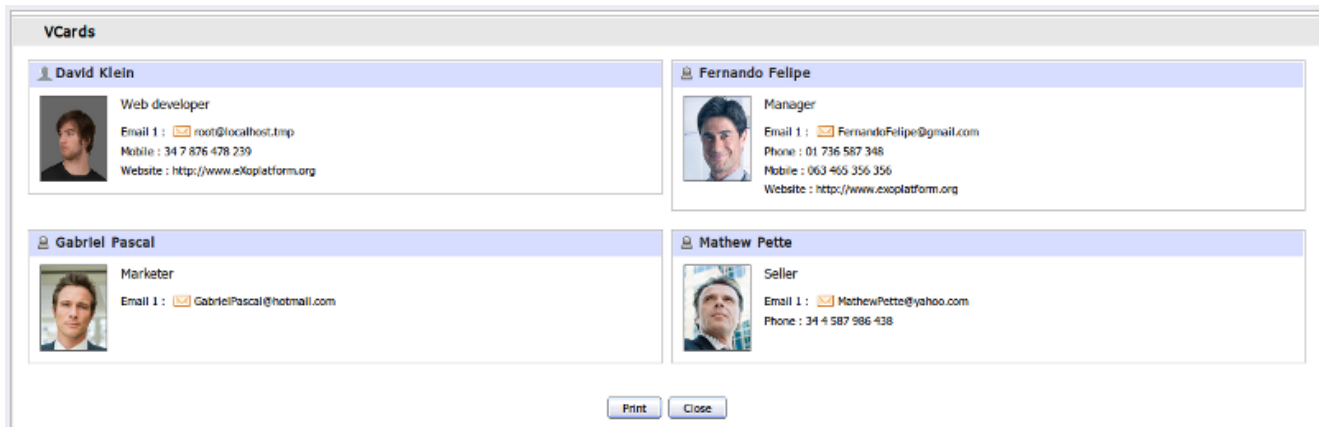 VCards
David Klein
Web developer
Email 1 : root@localhost.tmp
Mobile : 34 7 876 478 239
Website : http://www.eXoplatform.org
Fernando Felipe
Manager
Email 1 : FernandoFelipe@gmail.com
Phone : 01 736 587 348
Mobile : 063 465 356 356
Website : http://www.exoplatform.org
Gabriel Pascal
Marketer
Email 1 : GabrielPascal@hotmail.com
Mathew Pette
Seller
Email 1 : MathewPette@yahoo.com
Phone : 34 4 587 986 438
Print Close